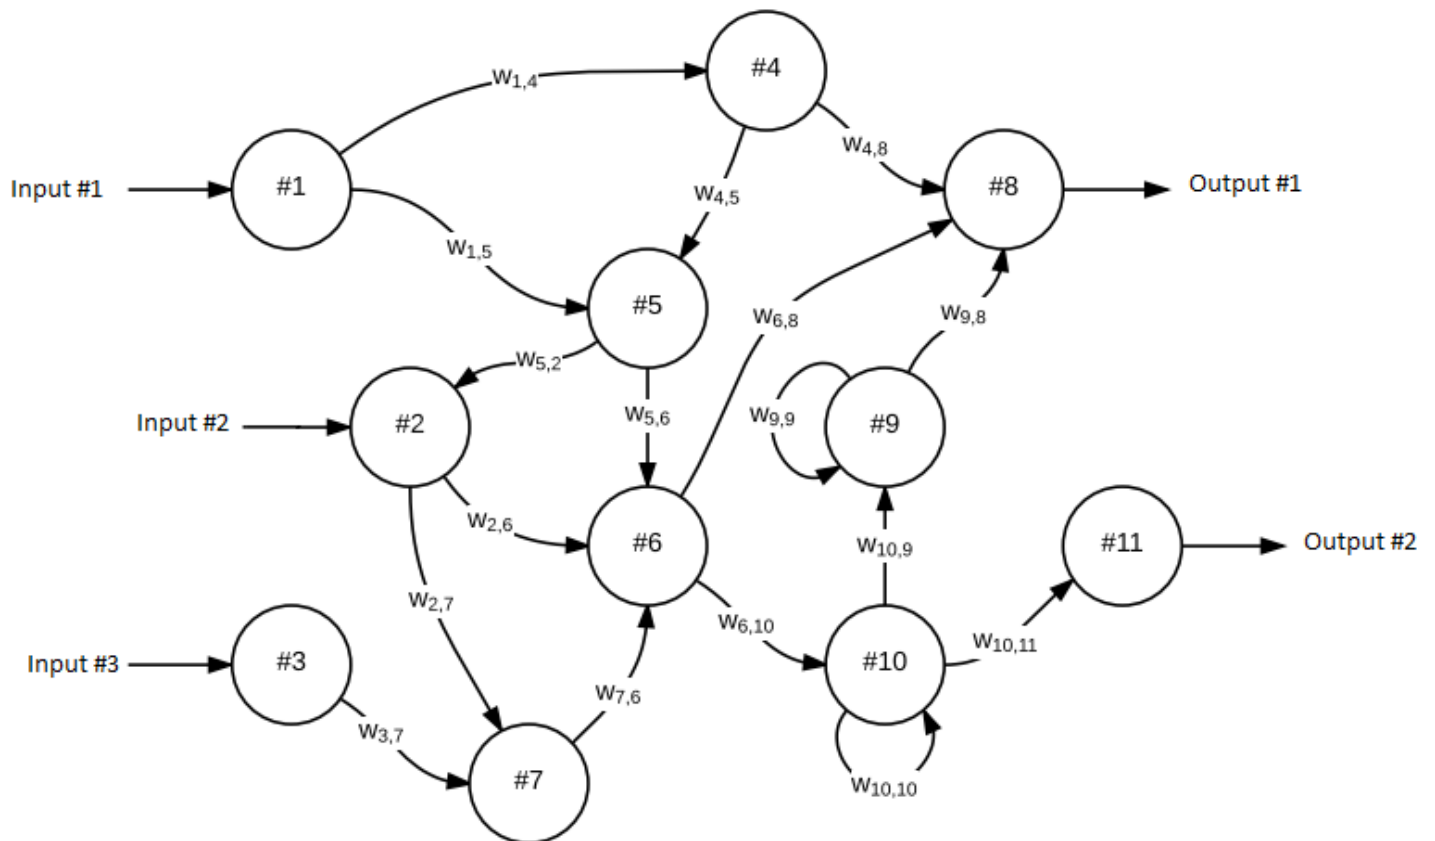 #4
w1,4
w4,8
Input #1
#1
#8
Output #1
w4,5
w1,5
#5
w6,8
w9,8
w5,2
Input #2
#2
w5,6
w9,9
#9
w2,6
#6
w10,9
#11
Output #2
w2,7
w6,10
w10,11
Input #3
#3
#10
w7,6
w3,7
#7
w10,10